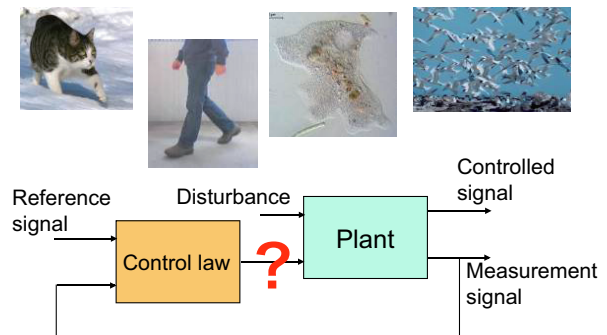 Controlled
signal
Reference
signal
Disturbance
Control law
?
Plant
Measurement
signal